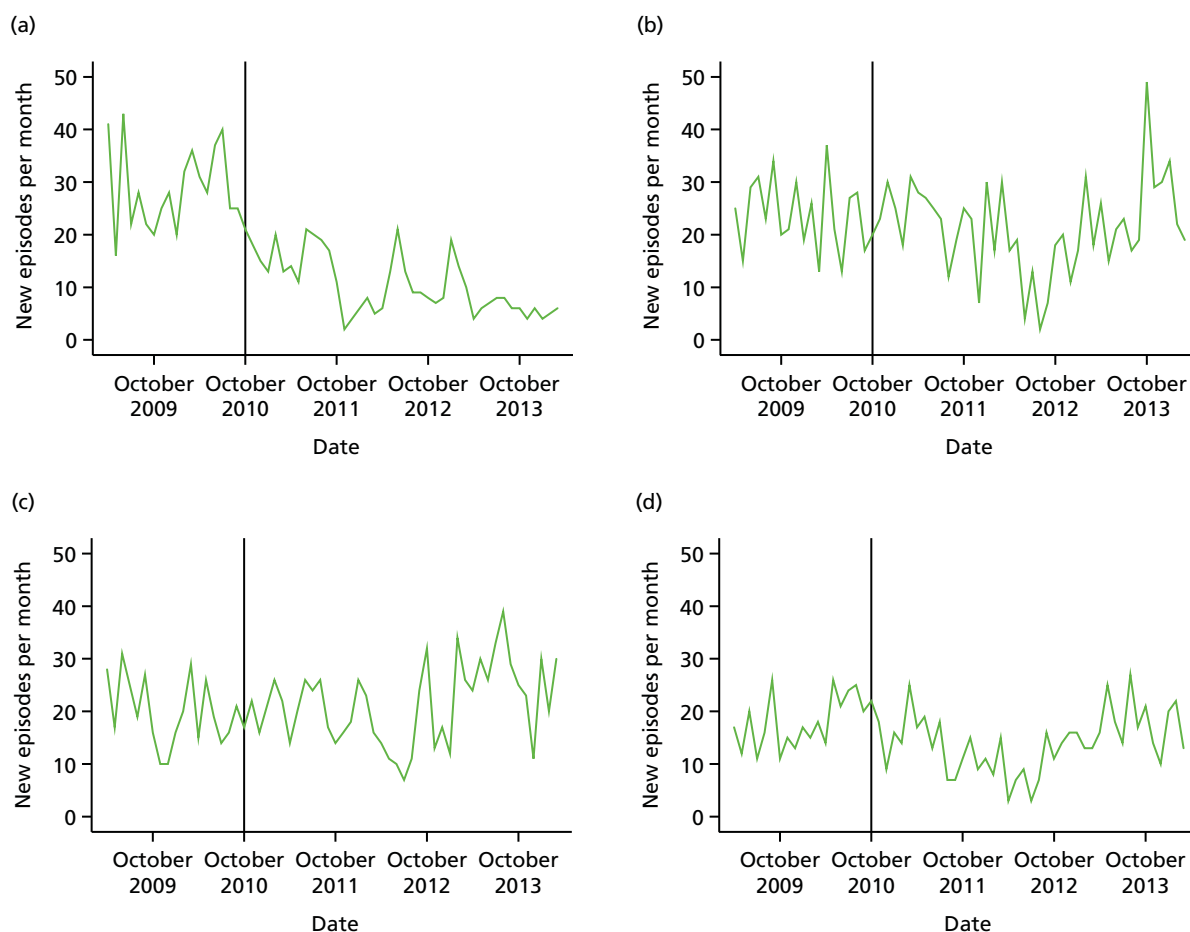 (a)
New episodes per month
50
40
30
20
10
0
October 2009
October 2010
October 2011
October 2012
October 2013
Date
(b)
New episodes per month
50
40
30
20
10
0
October 2009
October 2010
October 2011
October 2012
October 2013
Date
(c)
New episodes per month
50
40
30
20
10
0
October 2009
October 2010
October 2011
October 2012
October 2013
Date
(d)
New episodes per month
50
40
30
20
10
0
October 2009
October 2010
October 2011
October 2012
October 2013
Date